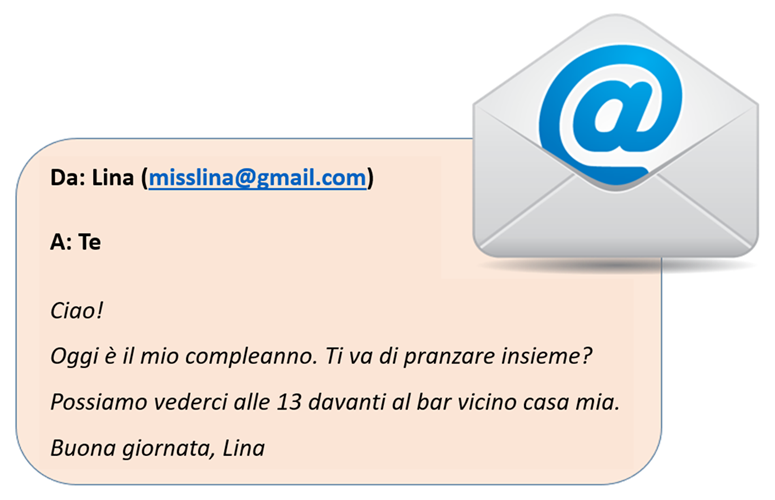 Da: Lina (misslina@gmail.com)
A: Te
Ciao!
Oggi è il mio compleanno. Ti va di pranzare insieme?
Possiamo vederci alle 13 davanti al bar vicino casa mia.
Buona giornata, Lina
@